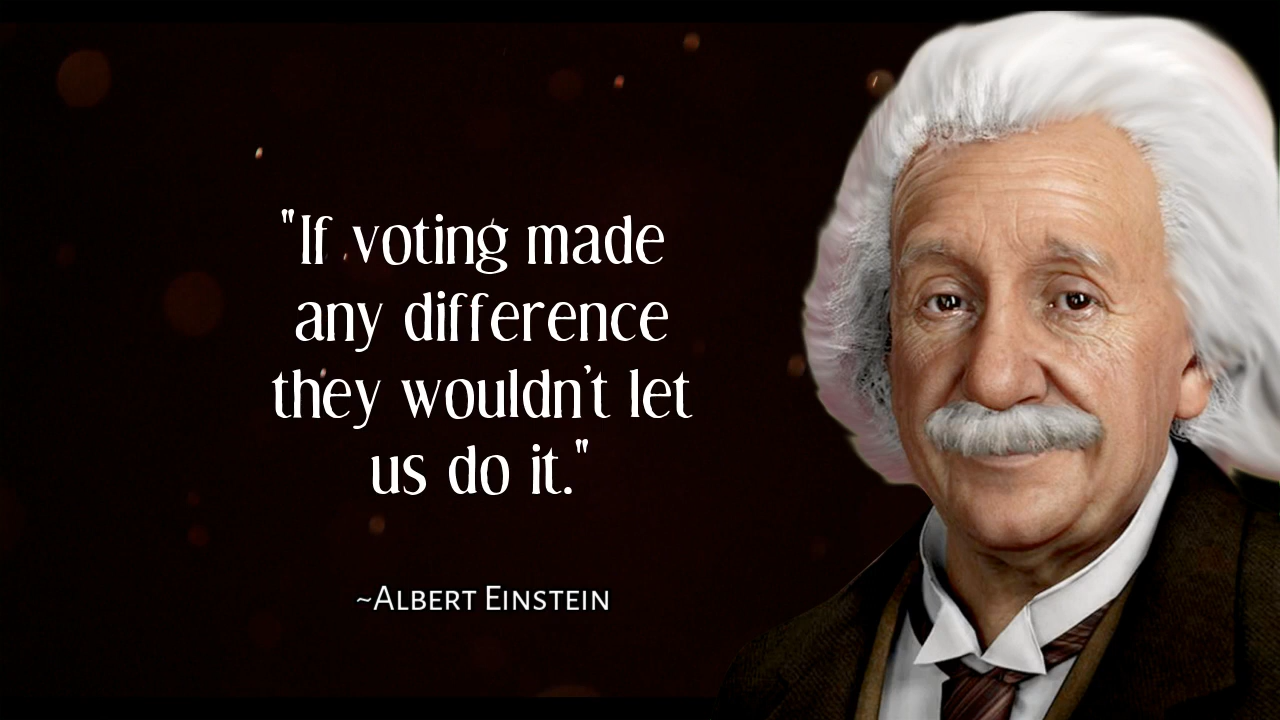 "If voting made
any difference
they wouldn't let
us do it."
~Albert Einstein